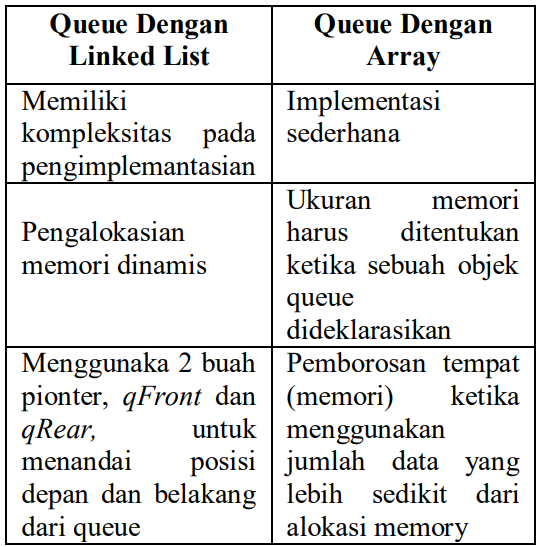 Queue Dengan
Linked List
Queue Dengan
Array
Memiliki
kompleksitas pada
pengimplemantasian
Implementasi
sederhana
Pengalokasian
memori dinamis
Ukuran memori
harus ditentukan
ketika sebuah objek
queue
dideklarasikan
Menggunaka 2 buah
pionter, qFront dan
qRear, untuk
menandai posisi
depan dan belakang
dari queue
Pemborosan tempat
(memori) ketika
menggunakan
jumlah data yang
lebih sedikit dari
alokasi memory